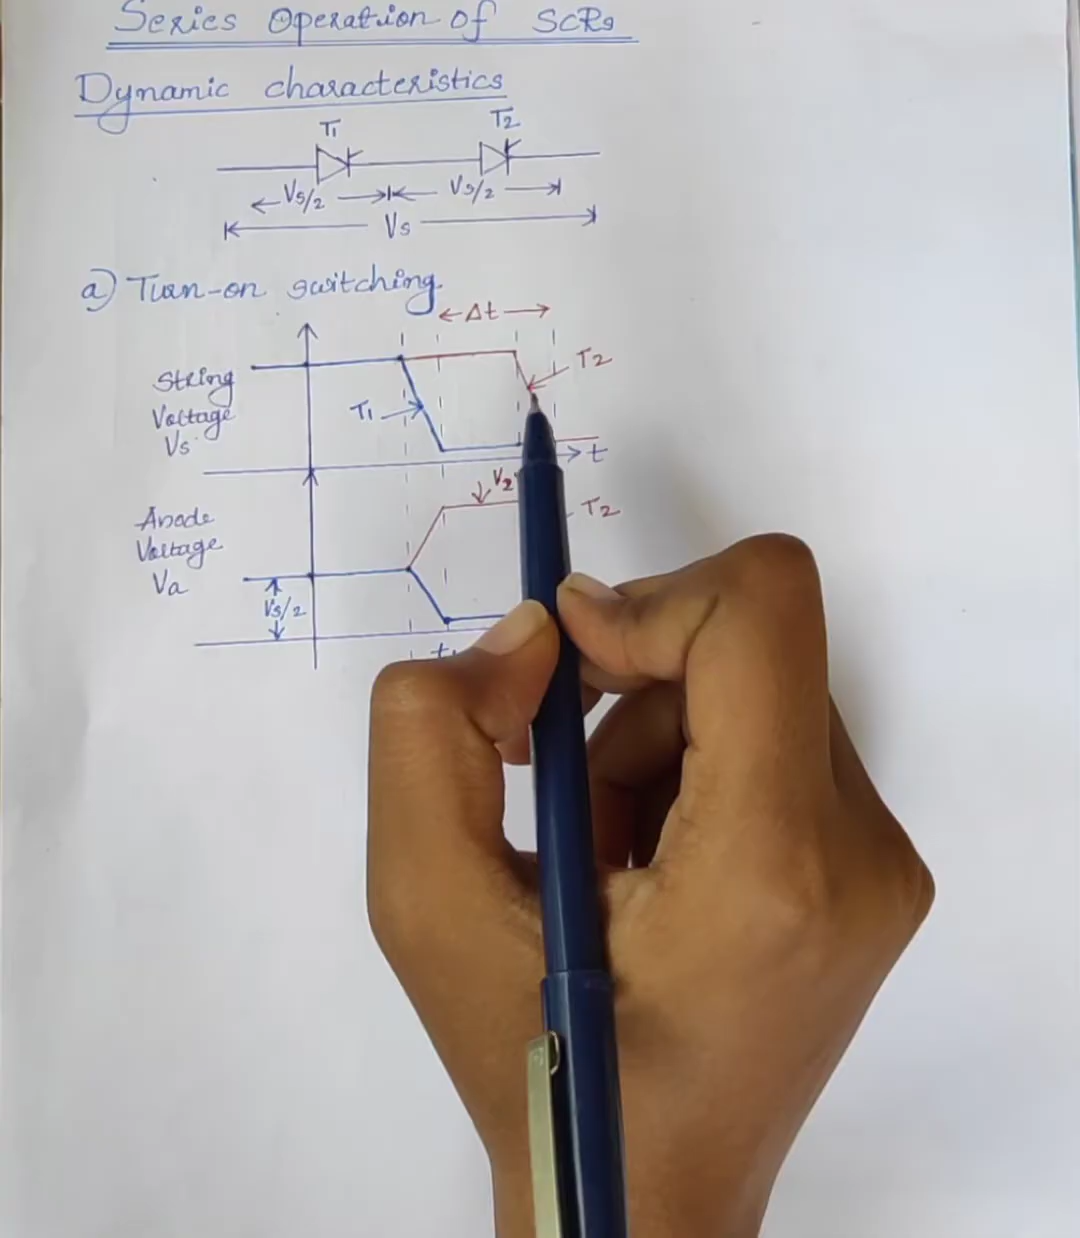 Series Operation of SCRs
Dynamic characteristics
T1
T2
Vs/2
Vs/2
Vs
a) Turn-on switching
Δt
String
Voltage
Vs
T1
T2
t
Anode
Voltage
Va
V2
T2
Vs/2